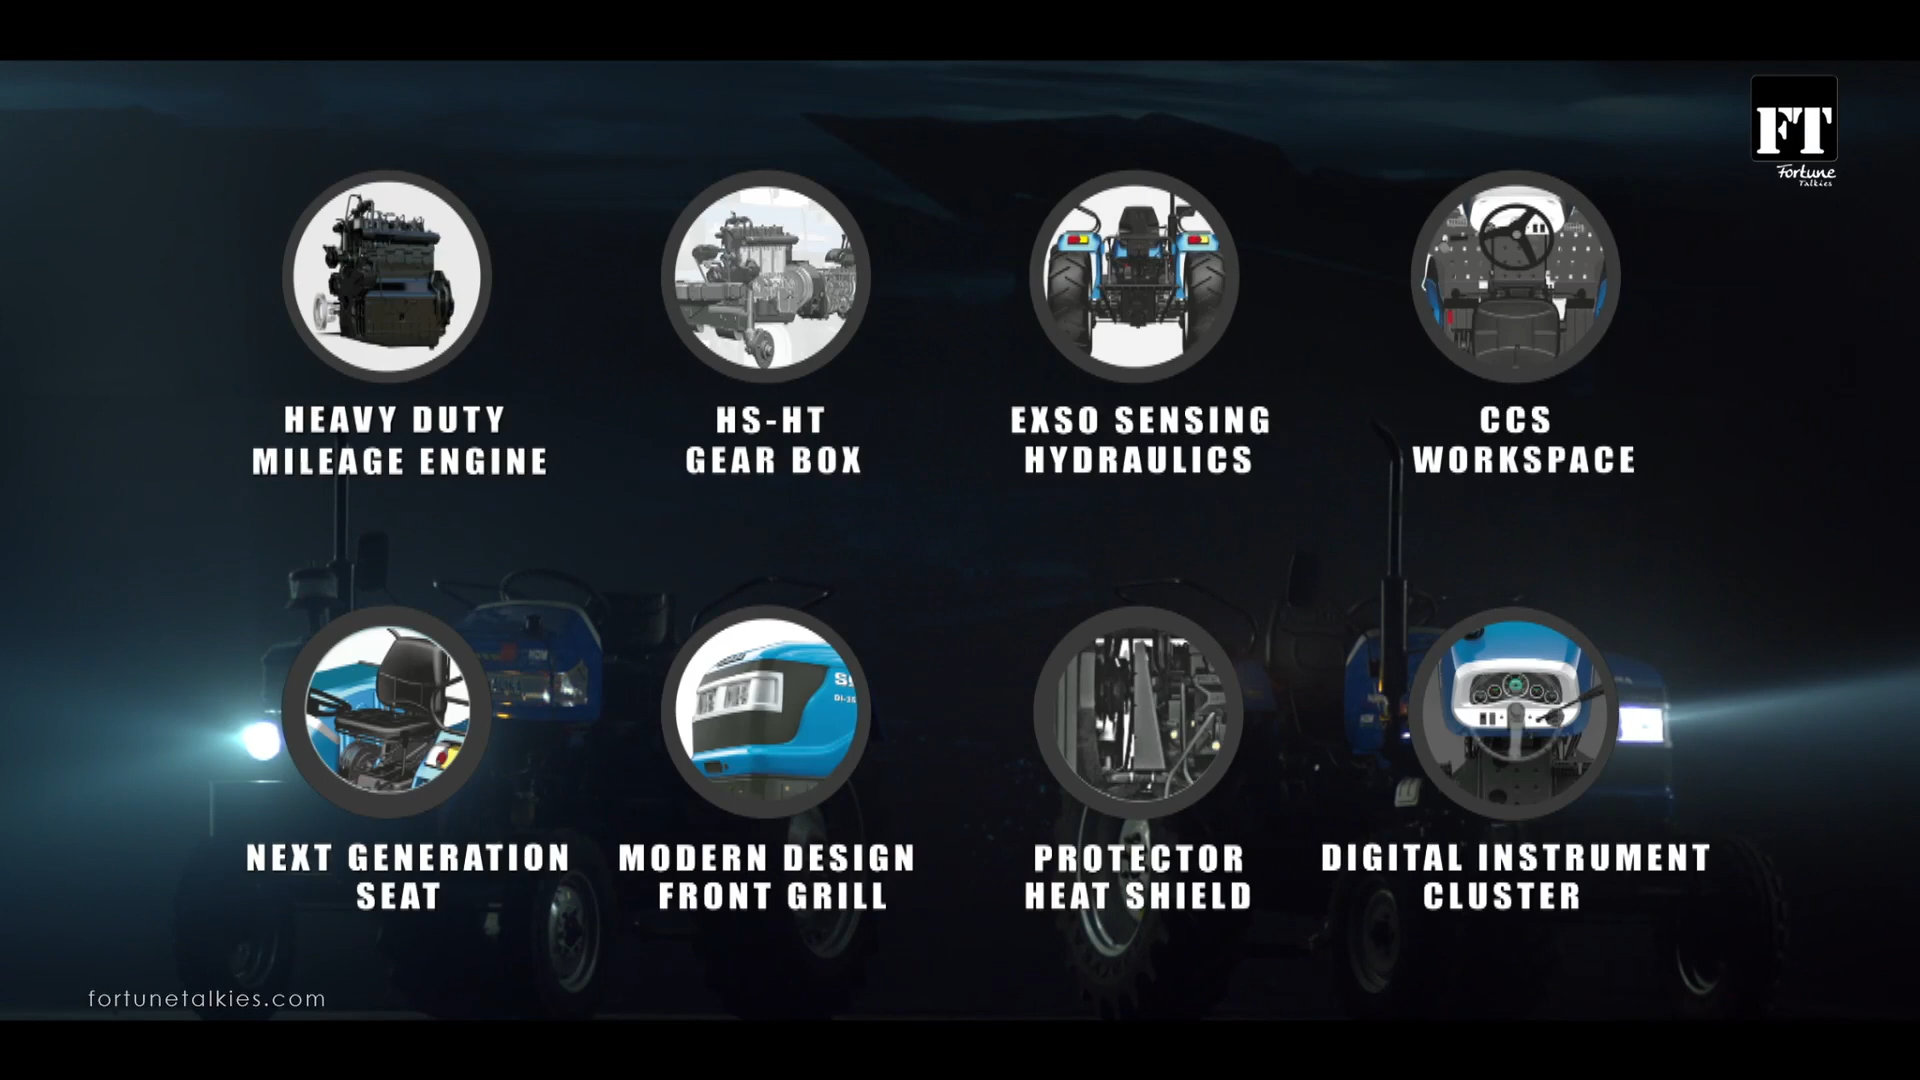 FT
Fortune
Talkies
HEAVY DUTY
MILEAGE ENGINE
HS-HT
GEAR BOX
EXSO SENSING
HYDRAULICS
CCS
WORKSPACE
NEXT GENERATION
SEAT
MODERN DESIGN
FRONT GRILL
PROTECTOR
HEAT SHIELD
DIGITAL INSTRUMENT
CLUSTER
fortunetalkies.com